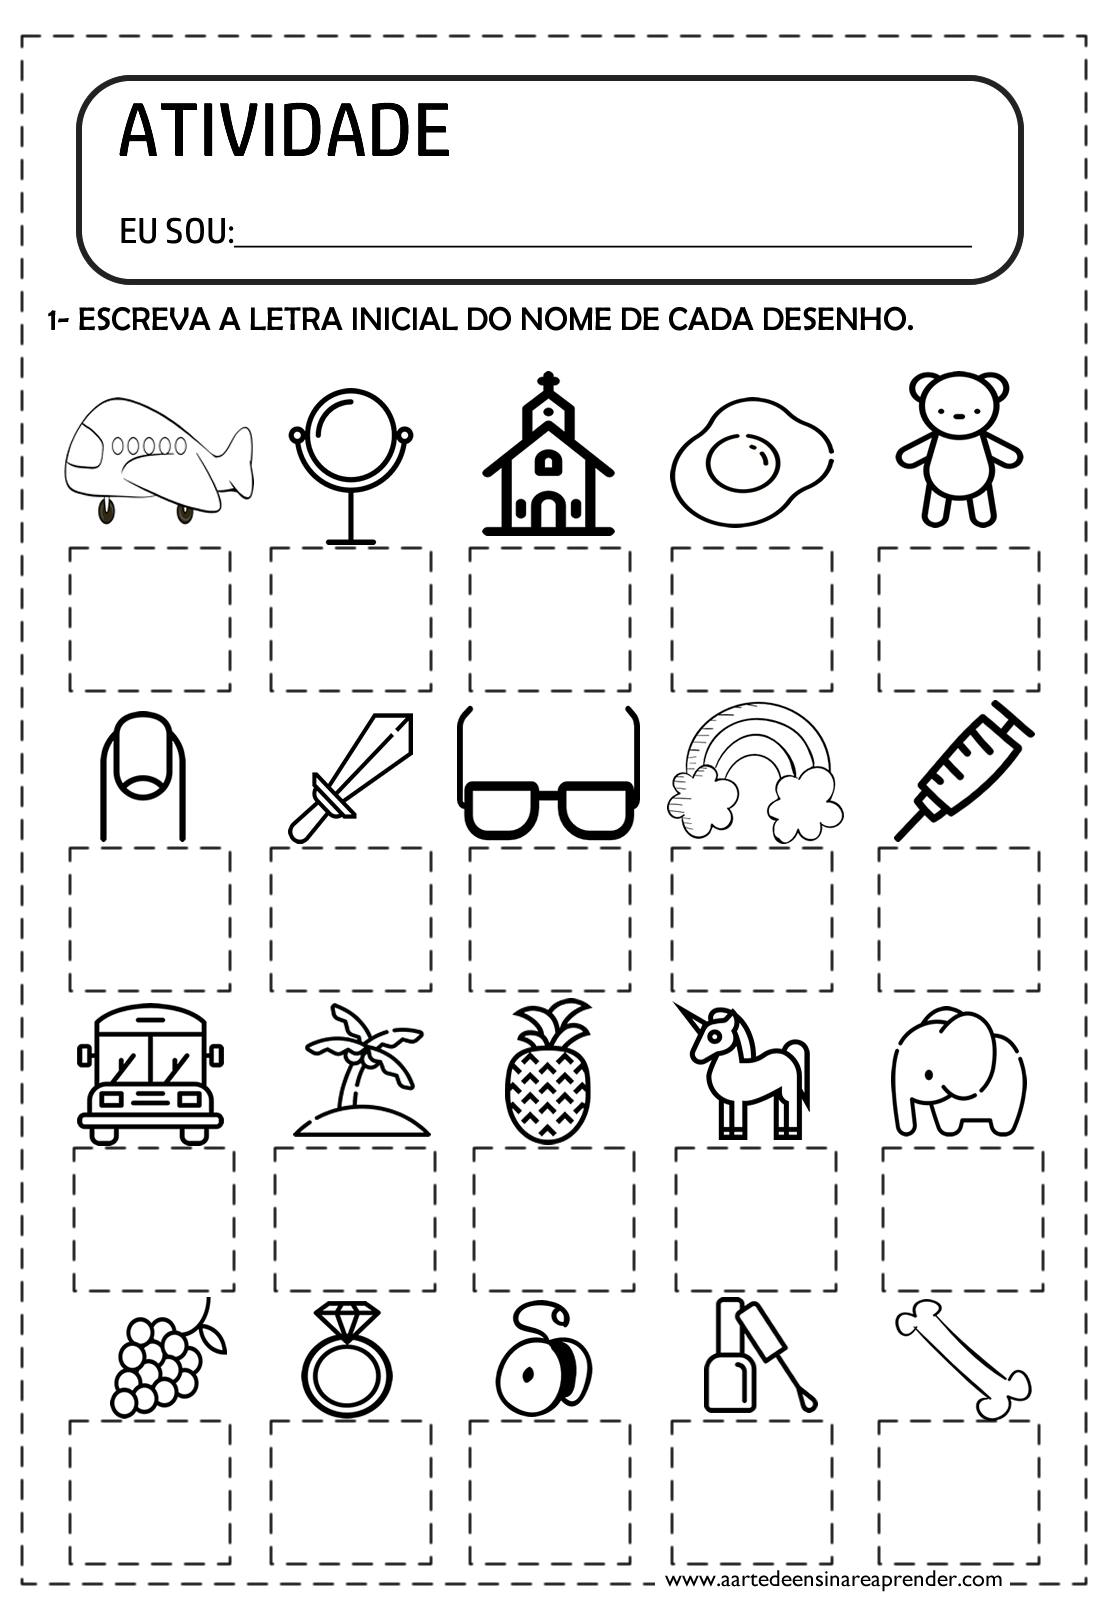 ATIVIDADE
EU SOU:
1- ESCREVA A LETRA INICIAL DO NOME DE CADA DESENHO.
www.aartedeensinareaprender.com